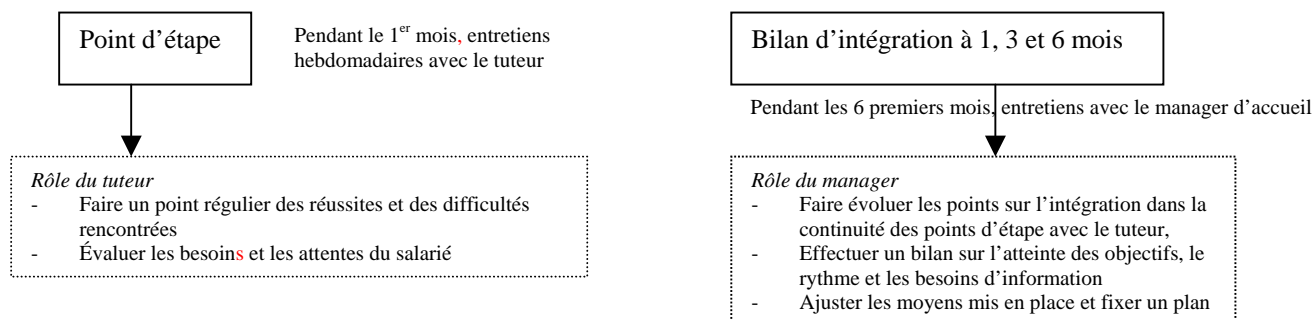 Point d'étape
Pendant le 1er mois, entretiens
hebdomadaires avec le tuteur
Rôle du tuteur
- Faire un point régulier des réussites et des difficultés
rencontrées
- Évaluer les besoins et les attentes du salarié
Bilan d'intégration à 1, 3 et 6 mois
Pendant les 6 premiers mois, entretiens avec le manager d'accueil
Rôle du manager
- Faire évoluer les points sur l'intégration dans la
continuité des points d'étape avec le tuteur,
- Effectuer un bilan sur l'atteinte des objectifs, le
rythme et les besoins d'information
- Ajuster les moyens mis en place et fixer un plan